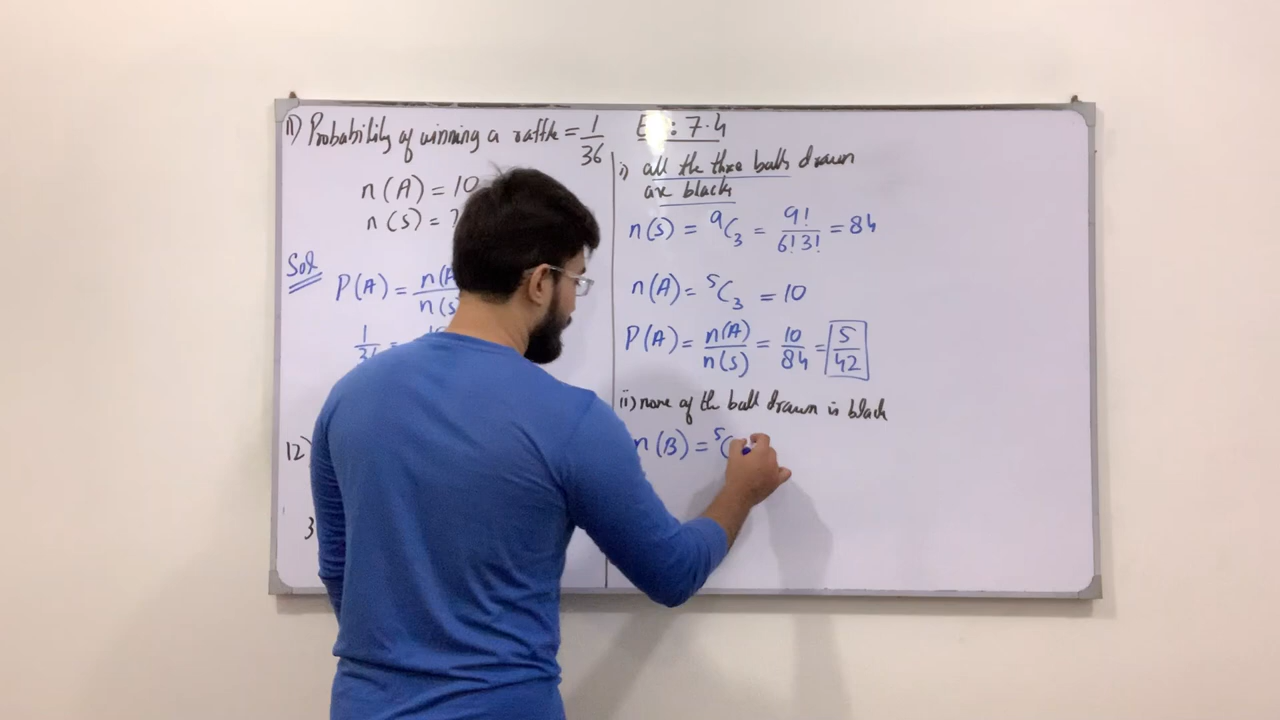 11) Probability of winning a raffle = 1/36
n(A) = 10
n(S) = ?
Sol
P(A) = n(A
n(s
1
12)
3
7.4
i) all the three balls drawn
are black
n(S) = ⁹C₃ = 9!/6!3! = 84
n(A) = ⁵C₃ = 10
P(A) = n(A)/n(S) = 10/84 = 5/42
ii) none of the ball drawn is black
n(B) = ⁵C